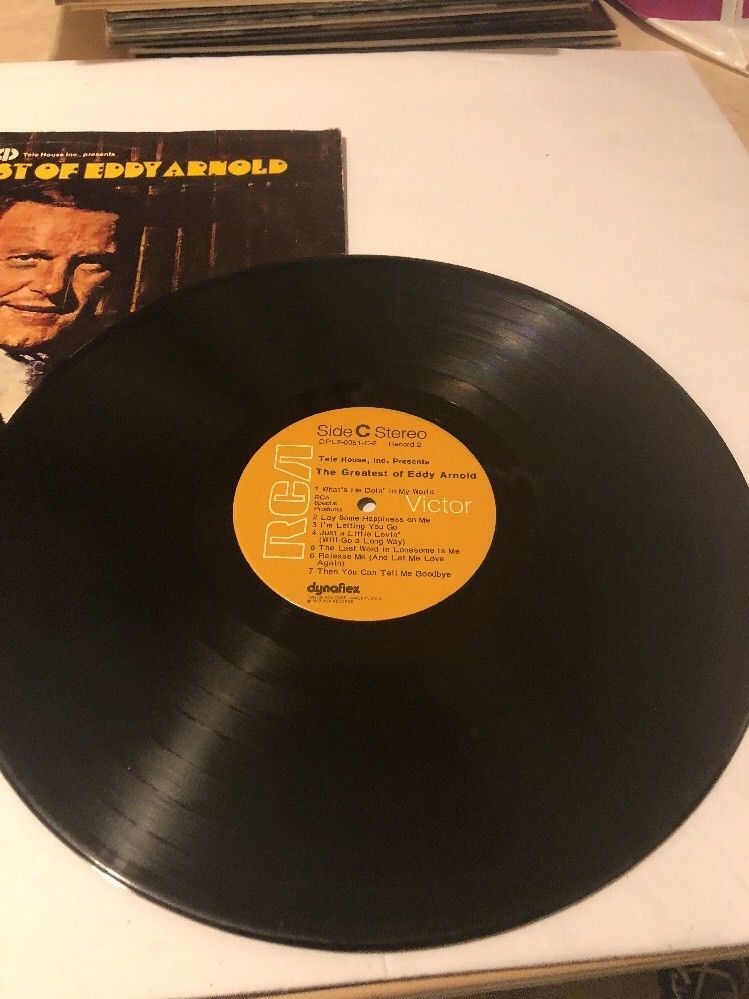 Tele House Inc., presents
ST OF EDDY ARNOLD
Side C Stereo
DPL2-0051-C-2 Record 2
Tele House, Inc. Presents
The Greatest of Eddy Arnold
RCA
Victor
1 What's He Doin' in My World
RCA
Special
Products
2 Lay Some Happiness on Me
3 I'm Letting You Go
4 Just a Little Lovin'
(Will Go a Long Way)
5 The Last Word in Lonesome Is Me
6 Release Me (And Let Me Love
Again)
7 Then You Can Tell Me Goodbye
dynaflex